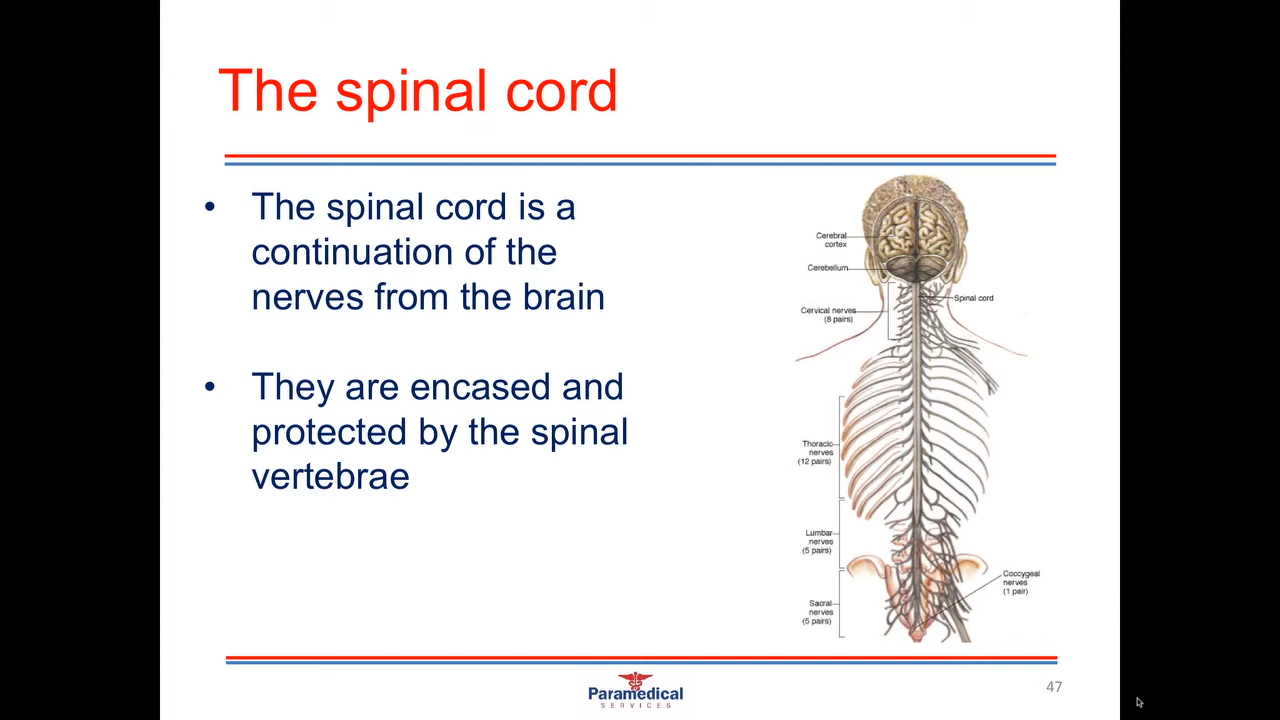 The spinal cord
• The spinal cord is a
continuation of the
nerves from the brain
• They are encased and
protected by the spinal
vertebrae
Cerebral
cortex
Cerebellum
Spinal cord
Cervical nerves
(8 pairs)
Thoracic
nerves
(12 pairs)
Lumbar
nerves
(5 pairs)
Coccygeal
nerves
(1 pair)
Sacral
nerves
(5 pairs)
Paramedical
SERVICES
47